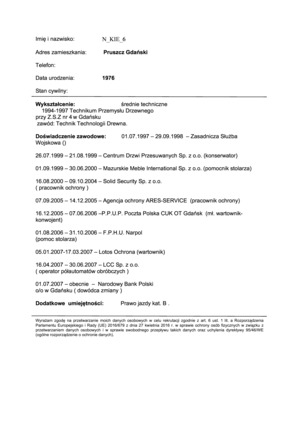 Imię i nazwisko: N_KIE_6
Adres zamieszkania: Pruszcz Gdański
Telefon:
Data urodzenia: 1976
Stan cywilny:
Wykształcenie: średnie techniczne
1994-1997 Technikum Przemysłu Drzewnego
przy Z.S.Z nr 4 w Gdańsku
zawód: Technik Technologii Drewna.
Doświadczenie zawodowe: 01.07.1997 – 29.09.1998 – Zasadnicza Służba
Wojskowa ()
26.07.1999 – 21.08.1999 – Centrum Drzwi Przesuwanych Sp. z o.o. (konserwator)
01.09.1999 – 30.06.2000 – Mazurskie Meble International Sp. z o.o. (pomocnik stolarza)
16.08.2000 – 09.10.2004 – Solid Security Sp. z o.o.
( pracownik ochrony )
07.09.2005 – 14.12.2005 – Agencja ochrony ARES-SERVICE (pracownik ochrony)
16.12.2005 – 07.06.2006 –P.P.U.P. Poczta Polska CUK OT Gdańsk (mł. wartownik-
konwojent)
01.08.2006 – 31.10.2006 – F.P.H.U. Narpol
(pomoc stolarza)
05.01.2007-17.03.2007 – Lotos Ochrona (wartownik)
16.04.2007 – 30.06.2007 – LCC Sp. z o.o.
( operator półautomatów obróbczych )
01.07.2007 – obecnie – Narodowy Bank Polski
o/o w Gdańsku ( dowódca zmiany )
Dodatkowe umiejętności: Prawo jazdy kat. B .
Wyrażam zgodę na przetwarzanie moich danych osobowych w celu rekrutacji zgodnie z art. 6 ust. 1 lit. a Rozporządzenia
Parlamentu Europejskiego i Rady (UE) 2016/679 z dnia 27 kwietnia 2016 r. w sprawie ochrony osób fizycznych w związku z
przetwarzaniem danych osobowych i w sprawie swobodnego przepływu takich danych oraz uchylenia dyrektywy 95/46/WE
(ogólne rozporządzenie o ochronie danych).